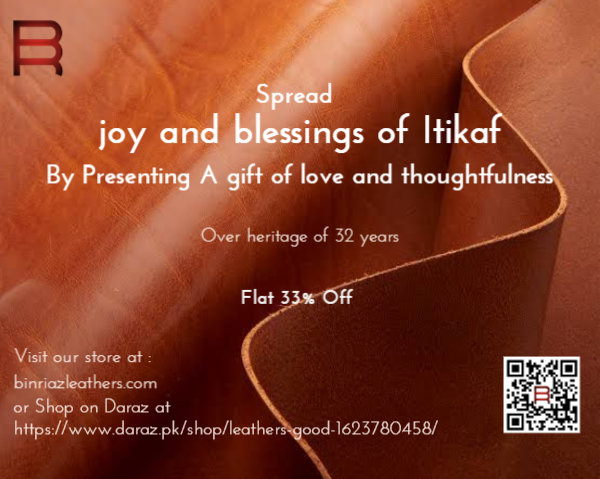 Spread
joy and blessings of Itikaf
By Presenting A gift of love and thoughtfulness
Over heritage of 32 years
Flat 33% Off
Visit our store at :
binriazleathers.com
or Shop on Daraz at
https://www.daraz.pk/shop/leathers-good-1623780458/